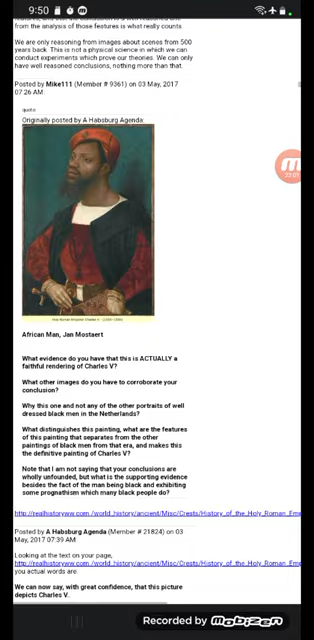 9:50
from the analysis of those features is what really counts
We are only reasoning from images about scenes from 500
years back. This is not a physical science in which we can
conduct experiments which prove our theories. We can only
have well reasoned conclusions, nothing more than that.
Posted by Mike111 (Member # 9361) on 03 May, 2017
07:26 AM:
quote:
Originally posted by A Habsburg Agenda:
African Man, Jan Mostaert
What evidence do you have that this is ACTUALLY a
faithful rendering of Charles V?
What other images do you have to corroborate your
conclusion?
Why this one and not any of the other portraits of well
dressed black men in the Netherlands?
What distinguishes this painting, what are the features
of this painting that separates from the other
paintings of black men from that era, and makes this
the definitive painting of Charles V?
Note that I am not saying that your conclusions are
wholly unfounded, but what is the supporting evidence
besides the fact of the man being black and exhibiting
some prognathism which many black people do?
http://realhistoryww.com/world_history/ancient/Misc/Crests/History_of_the_Holy_Roman_Emp
Posted by A Habsburg Agenda (Member # 21824) on 03
May, 2017 07:39 AM:
Looking at the text on your page,
http://realhistoryww.com/world_history/ancient/Misc/Crests/History_of_the_Holy_Roman_Emp
you actual words are:
We can now say, with great confidence, that this picture
depicts Charles V.
Recorded by Mobizen